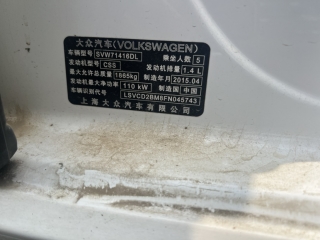 大众汽车(VOLKSWAGEN)
车辆型号 SVW71416DL 乘坐人数 5
发动机型号 CSS 发动机排量 1.4 L
最大允许总质量 1865kg 制造年月 2015.04
发动机最大净功率 110 kW 制造国 中国
车辆识别代号 LSVCD2BM8FN045743
上海大众汽车有限公司